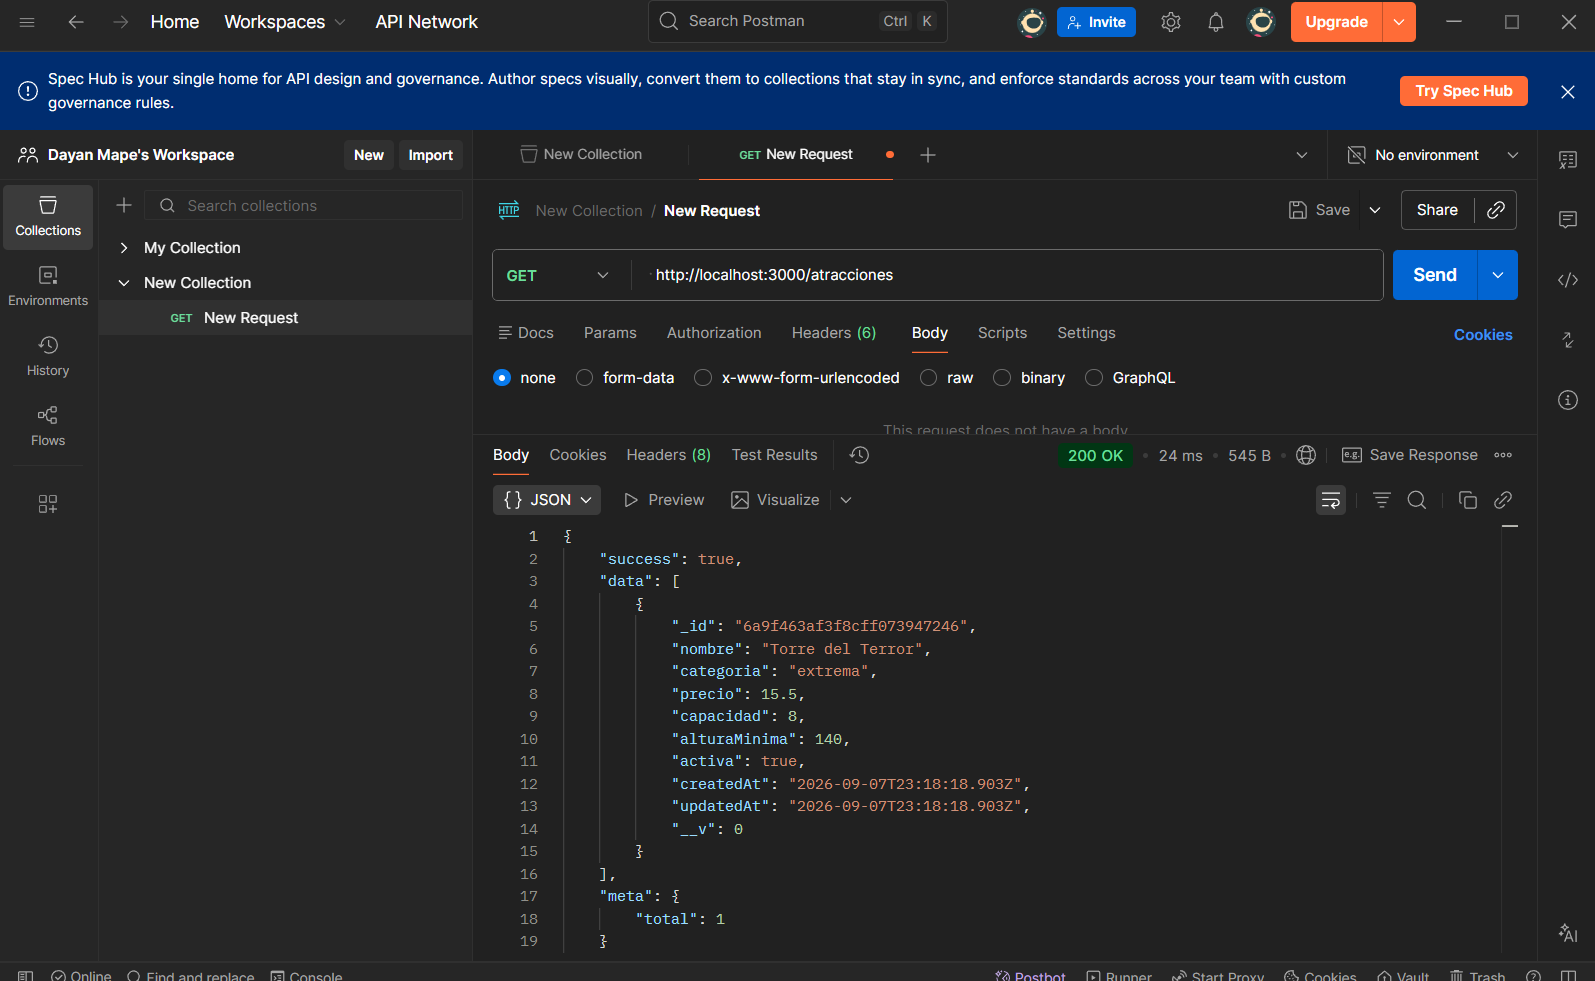 Home Workspaces API Network Search Postman Ctrl K Invite Upgrade
Spec Hub is your single home for API design and governance. Author specs visually, convert them to collections that stay in sync, and enforce standards across your team with custom
governance rules.
Try Spec Hub
Dayan Mape's Workspace New Import
New Collection GET New Request No environment
Collections
Environments
History
Flows
Search collections
My Collection
New Collection
GET New Request
HTTP New Collection / New Request Save Share
GET http://localhost:3000/atracciones Send
Docs Params Authorization Headers (6) Body Scripts Settings Cookies
none form-data x-www-form-urlencoded raw binary GraphQL
This request does not have a body
Body Cookies Headers (8) Test Results 200 OK • 24 ms • 545 B • e.g. Save Response
{} JSON Preview Visualize
1 {
2 "success": true,
3 "data": [
4 {
5 "_id": "6a9f463af3f8cff073947246",
6 "nombre": "Torre del Terror",
7 "categoria": "extrema",
8 "precio": 15.5,
9 "capacidad": 8,
10 "alturaMinima": 140,
11 "activa": true,
12 "createdAt": "2026-09-07T23:18:18.903Z",
13 "updatedAt": "2026-09-07T23:18:18.903Z",
14 "__v": 0
15 }
16 ],
17 "meta": {
18 "total": 1
19 }
AI
Online Find and replace Console Postbot Runner Start Proxy Cookies Vault Trash